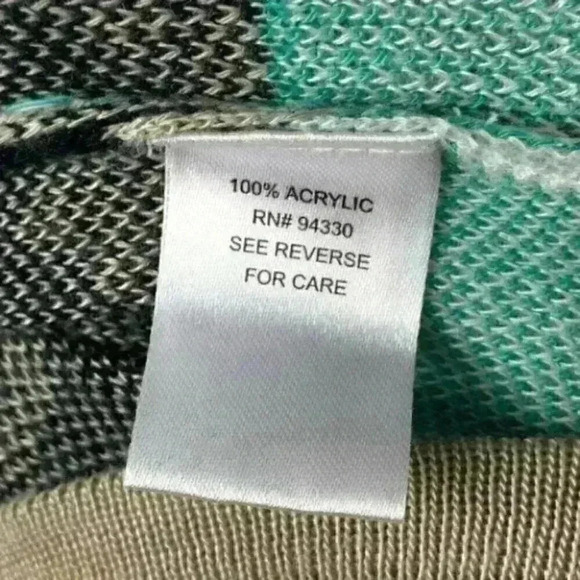 100% ACRYLIC
RN# 94330
SEE REVERSE
FOR CARE